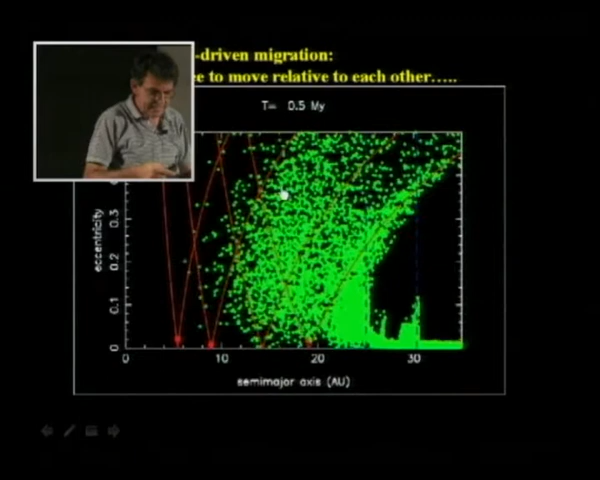 -driven migration:
to move relative to each other.....
T= 0.5 My
eccentricity
0.3
0.2
0.1
0
0 10 20 30
semimajor axis (AU)